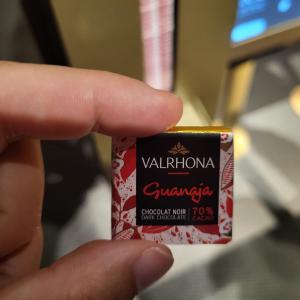 VALRHONA
Guanaja
CHOCOLAT NOIR 70%
DARK CHOCOLATE CACAO